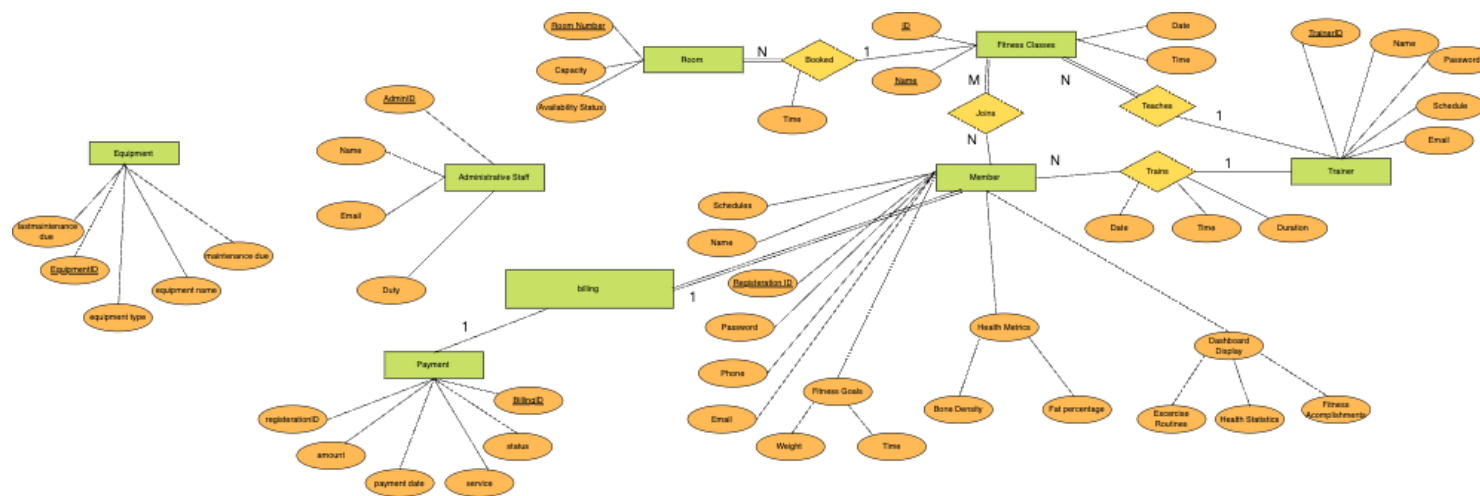 Room Number
Capacity
Availability Status
Room
N
Booked
1
Time
ID
Name
Fitness Classes
Date
Time
M
N
Joins
N
Teaches
1
TrainerID
Name
Password
Schedule
Email
Trainer
AdminID
Name
Email
Administrative Staff
Duty
Equipment
lastmaintenance
due
EquipmentID
equipment type
equipment name
maintenance due
Member
N
Trains
1
Date
Time
Duration
Schedules
Name
Registeration ID
Password
Phone
Email
Fitness Goals
Weight
Time
Health Metrics
Bone Density
Fat percentage
Dashboard
Display
Excercise
Routines
Health Statistics
Fitness
Acomplishments
billing
1
1
Payment
registerationID
amount
payment date
service
status
BillingID